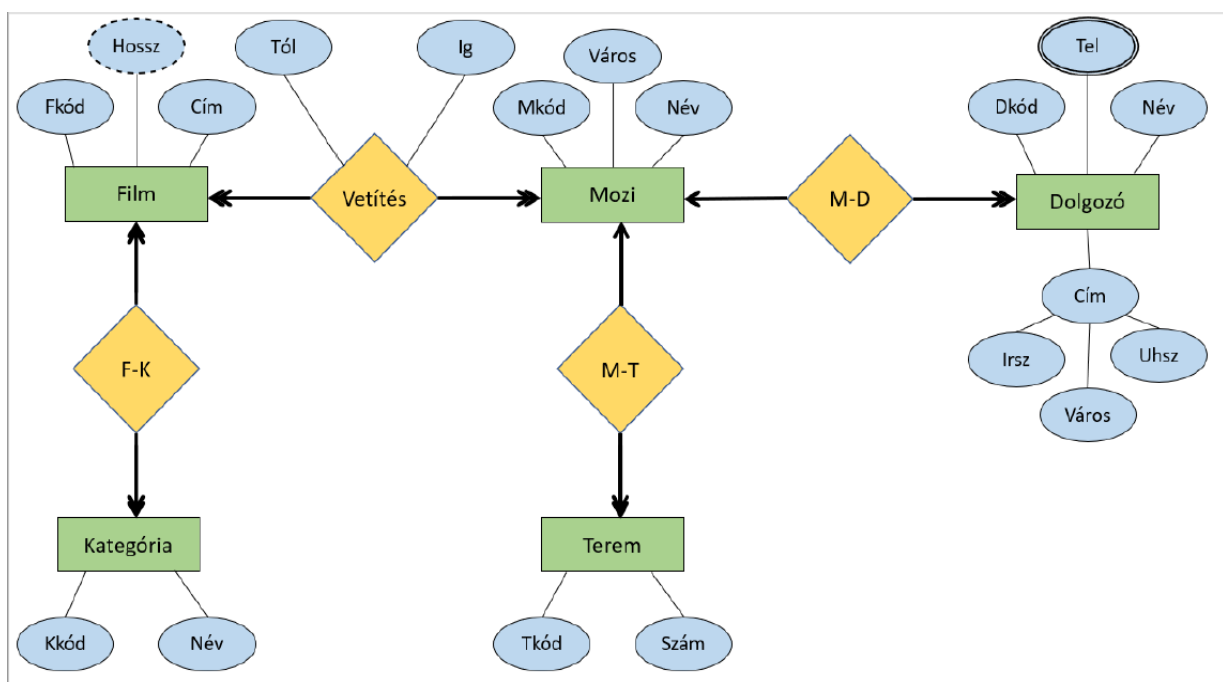 Hossz
Tól
Ig
Város
Tel
Fkód
Cím
Mkód
Név
Dkód
Név
Film
Vetítés
Mozi
M-D
Dolgozó
Cím
Irsz
Uhsz
Város
F-K
M-T
Kategória
Terem
Kkód
Név
Tkód
Szám